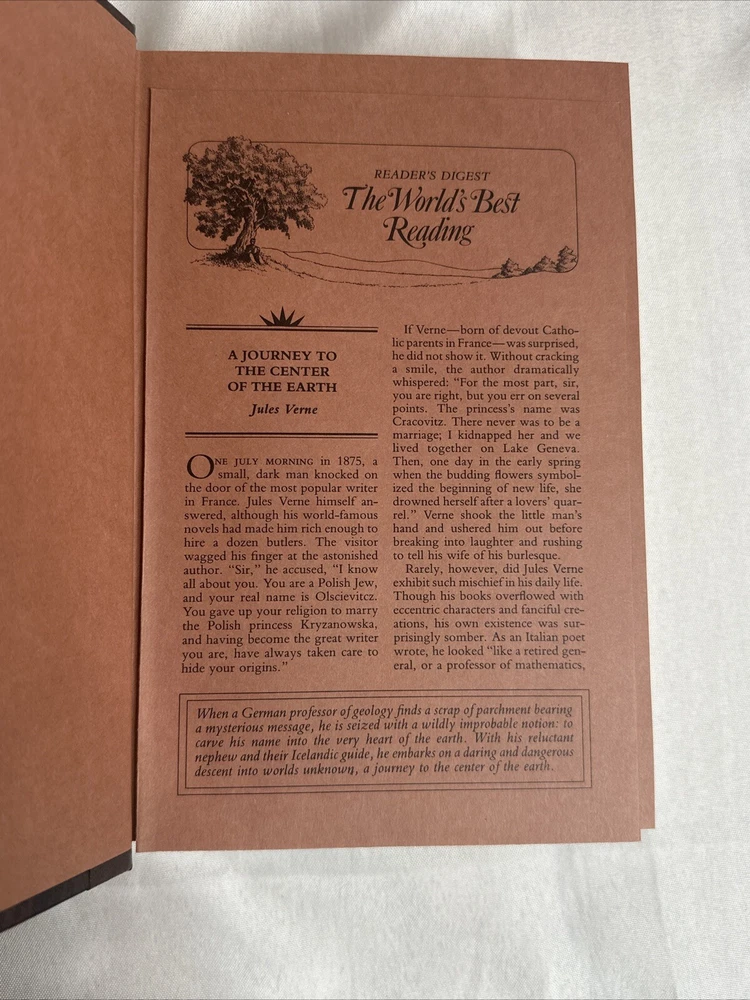 READER'S DIGEST
The World's Best
Reading
A JOURNEY TO
THE CENTER
OF THE EARTH
Jules Verne
ONE JULY MORNING in 1875, a
small, dark man knocked on
the door of the most popular writer
in France. Jules Verne himself an-
swered, although his world-famous
novels had made him rich enough to
hire a dozen butlers. The visitor
wagged his finger at the astonished
author. "Sir," he accused, "I know
all about you. You are a Polish Jew,
and your real name is Olscievitcz.
You gave up your religion to marry
the Polish princess Kryzanowska,
and having become the great writer
you are, have always taken care to
hide your origins."
If Verne—born of devout Catho-
lic parents in France—was surprised,
he did not show it. Without cracking
a smile, the author dramatically
whispered: "For the most part, sir,
you are right, but you err on several
points. The princess's name was
Cracovitz. There never was to be a
marriage; I kidnapped her and we
lived together on Lake Geneva.
Then, one day in the early spring
when the budding flowers symbol-
ized the beginning of new life, she
drowned herself after a lovers' quar-
rel." Verne shook the little man's
hand and ushered him out before
breaking into laughter and rushing
to tell his wife of his burlesque.
Rarely, however, did Jules Verne
exhibit such mischief in his daily life.
Though his books overflowed with
eccentric characters and fanciful cre-
ations, his own existence was sur-
prisingly somber. As an Italian poet
wrote, he looked "like a retired gen-
eral, or a professor of mathematics,
When a German professor of geology finds a scrap of parchment bearing
a mysterious message, he is seized with a wildly improbable notion: to
carve his name into the very heart of the earth. With his reluctant
nephew and their Icelandic guide, he embarks on a daring and dangerous
descent into worlds unknown, a journey to the center of the earth.